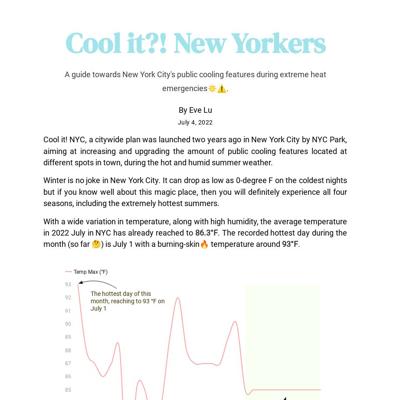 Cool it?! New Yorkers
A guide towards New York City's public cooling features during extreme heat
emergencies☀️⚠️.
By Eve Lu
July 4, 2022
Cool it! NYC, a citywide plan was launched two years ago in New York City by NYC Park,
aiming at increasing and upgrading the amount of public cooling features located at
different spots in town, during the hot and humid summer weather.
Winter is no joke in New York City. It can drop as low as 0-degree F on the coldest nights
but if you know well about this magic place, then you will definitely experience all four
seasons, including the extremely hottest summers.
With a wide variation in temperature, along with high humidity, the average temperature
in 2022 July in NYC has already reached to 86.3°F. The recorded hottest day during the
month (so far 🤔) is July 1 with a burning-skin🔥 temperature around 93°F.
Temp Max (°F)
93
The hottest day of this
month, reaching to 93 °F on
July 1
92
91
90
89
88
87
86
85